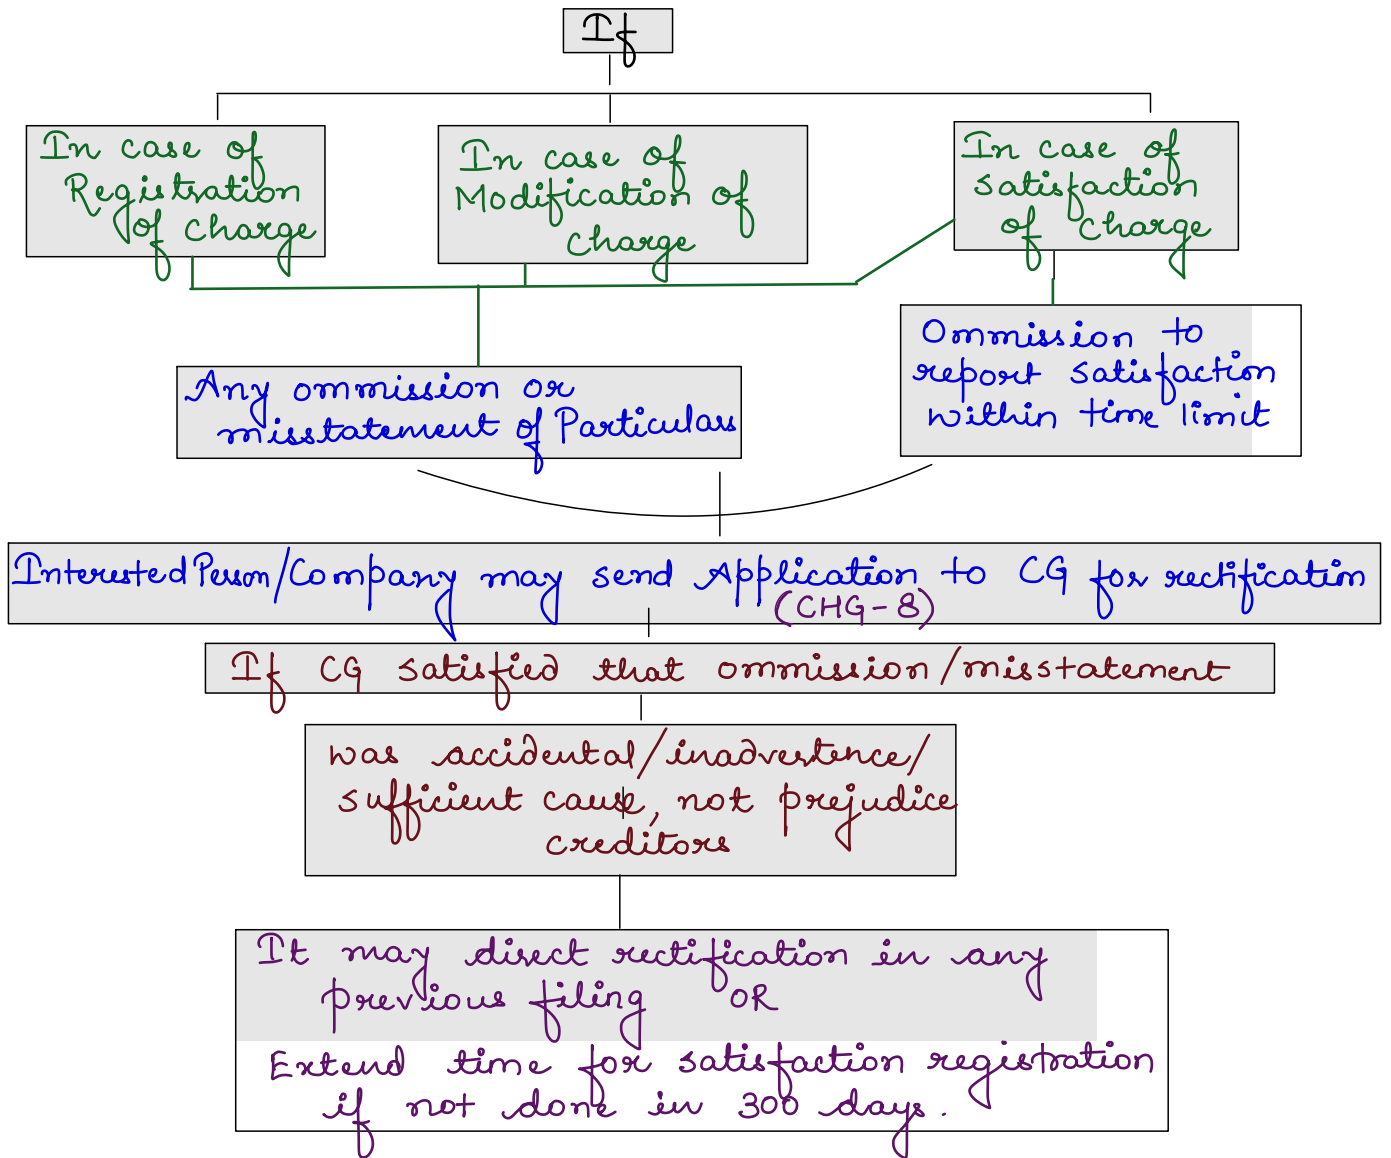 If
In case of
Registration
of charge
In case of
Modification of
charge
In case of
satisfaction
of charge
Ommission to
report satisfaction
within time limit
Any ommission or
misstatement of Particulars
Interested Person/Company may send Application to CG for rectification
(CHG-8)
If CG satisfied that ommission/misstatement
was accidental/inadvertence/
sufficient cause, not prejudice
creditors
It may direct rectification in any
previous filing OR
Extend time for satisfaction registration
if not done in 300 days.